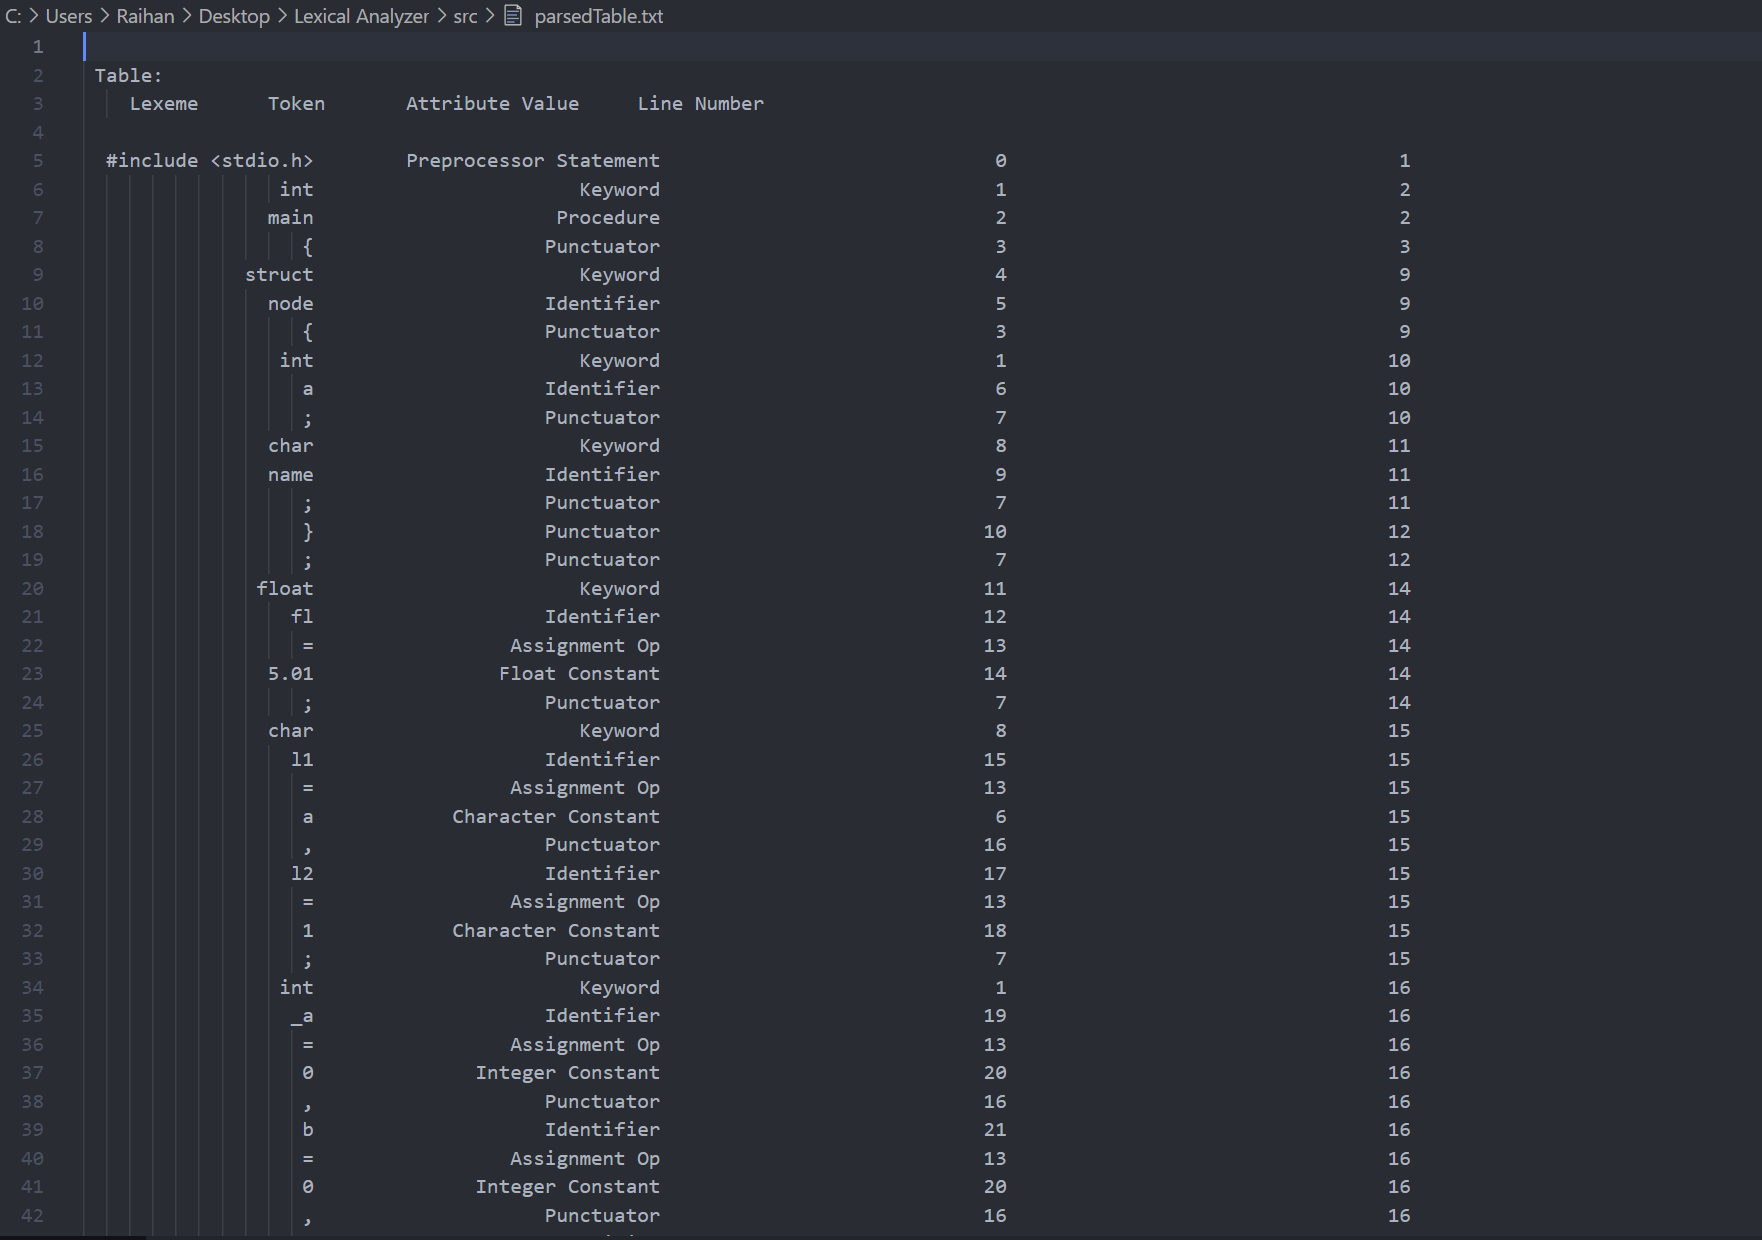 C: > Users > Raihan > Desktop > Lexical Analyzer > src > parsedTable.txt
1
2 Table:
3 Lexeme Token Attribute Value Line Number
4
5 #include <stdio.h> Preprocessor Statement 0 1
6 int Keyword 1 2
7 main Procedure 2 2
8 { Punctuator 3 3
9 struct Keyword 4 9
10 node Identifier 5 9
11 { Punctuator 3 9
12 int Keyword 1 10
13 a Identifier 6 10
14 ; Punctuator 7 10
15 char Keyword 8 11
16 name Identifier 9 11
17 ; Punctuator 7 11
18 } Punctuator 10 12
19 ; Punctuator 7 12
20 float Keyword 11 14
21 fl Identifier 12 14
22 = Assignment Op 13 14
23 5.01 Float Constant 14 14
24 ; Punctuator 7 14
25 char Keyword 8 15
26 l1 Identifier 15 15
27 = Assignment Op 13 15
28 a Character Constant 6 15
29 , Punctuator 16 15
30 l2 Identifier 17 15
31 = Assignment Op 13 15
32 1 Character Constant 18 15
33 ; Punctuator 7 15
34 int Keyword 1 16
35 _a Identifier 19 16
36 = Assignment Op 13 16
37 0 Integer Constant 20 16
38 , Punctuator 16 16
39 b Identifier 21 16
40 = Assignment Op 13 16
41 0 Integer Constant 20 16
42 , Punctuator 16 16